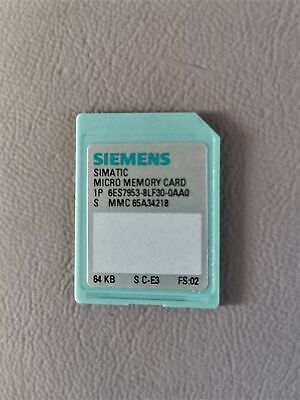 SIEMENS
SIMATIC
MICRO MEMORY CARD
1P 6ES7953-8LF30-0AA0
S MMC 65A34218
64 KB S C-E3 FS:02